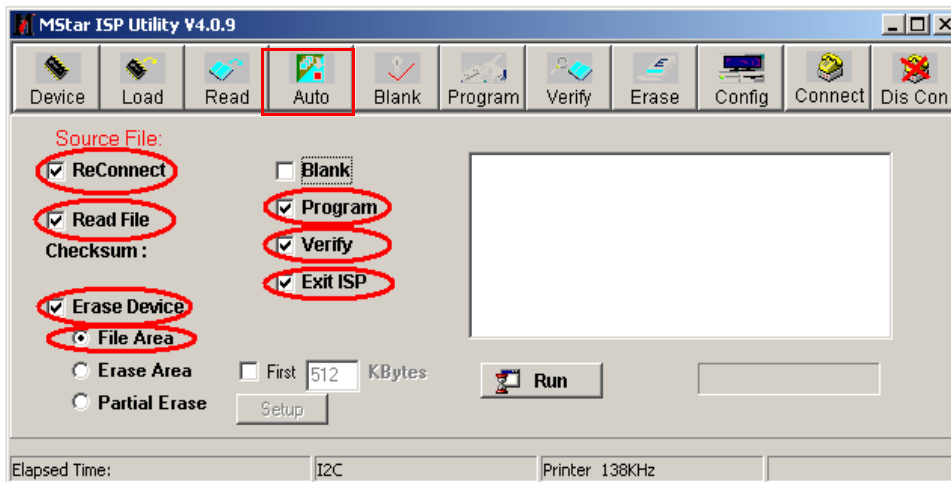 MStar ISP Utility V4.0.9
Device Load Read Auto Blank Program Verify Erase Config Connect Dis Con
Source File:
ReConnect
Blank
Read File
Program
Checksum :
Verify
Exit ISP
Erase Device
File Area
Erase Area
First 512 KBytes
Run
Partial Erase
Setup
Elapsed Time: I2C Printer 138KHz